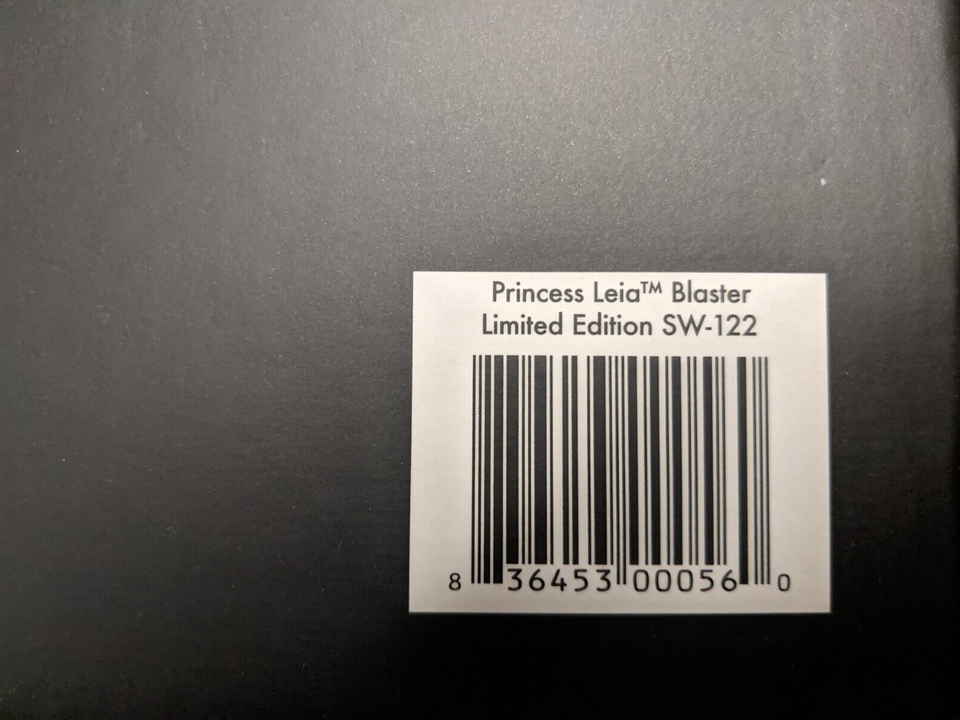 Princess Leia™ Blaster
Limited Edition SW-122
8 36453 00056 0